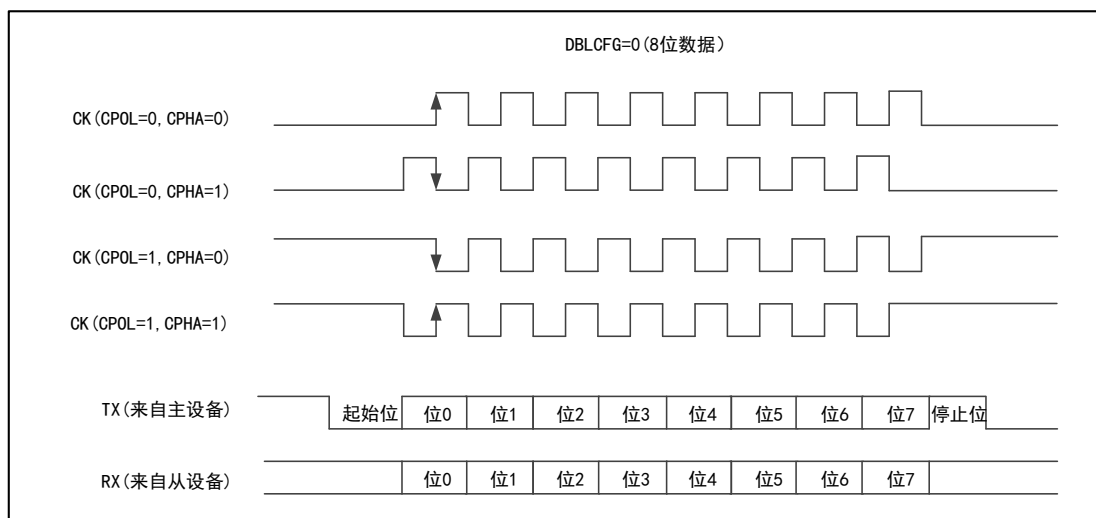 DBLCFG=0(8位数据)
CK(CPOL=0,CPHA=0)
CK(CPOL=0,CPHA=1)
CK(CPOL=1,CPHA=0)
CK(CPOL=1,CPHA=1)
TX(来自主设备) 起始位 位0 位1 位2 位3 位4 位5 位6 位7 停止位
RX(来自从设备) 位0 位1 位2 位3 位4 位5 位6 位7